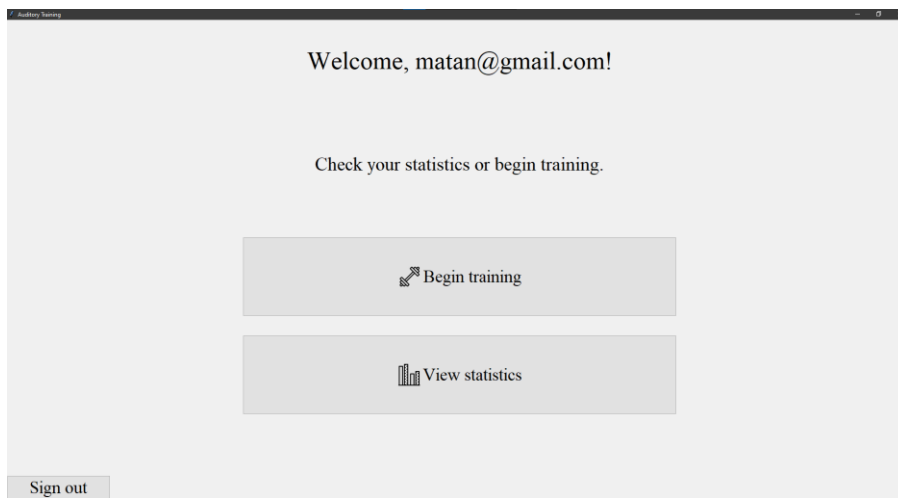 Auditory Training
Welcome, matan@gmail.com!
Check your statistics or begin training.
Begin training
View statistics
Sign out